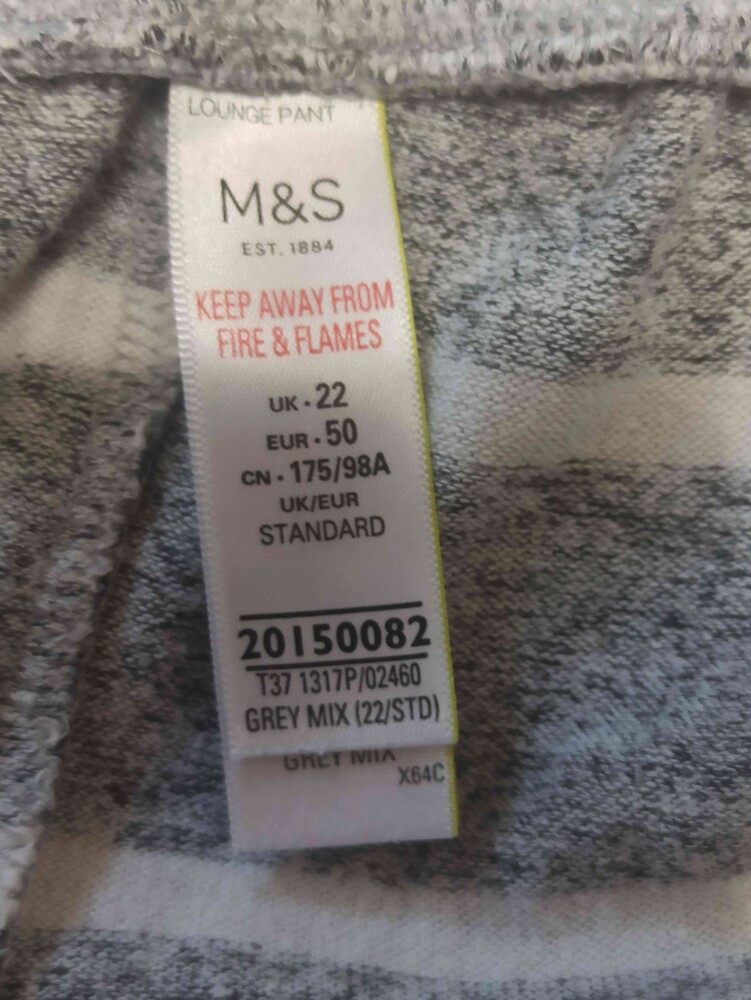 LOUNGE PANT
M&S
EST. 1884
KEEP AWAY FROM
FIRE & FLAMES
UK • 22
EUR • 50
CN • 175/98A
UK/EUR
STANDARD
20150082
T37 1317P/02460
GREY MIX (22/STD)
GREY MIX
X64C